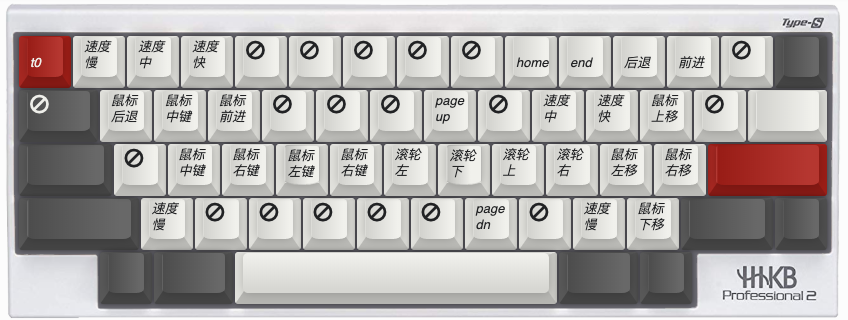 Type-S
t0 速度慢 速度中 速度快 home end 后退 前进
鼠标后退 鼠标中键 鼠标前进 page up 速度中 速度快 鼠标上移
鼠标中键 鼠标右键 鼠标左键 鼠标右键 滚轮左 滚轮下 滚轮上 滚轮右 鼠标左移 鼠标右移
速度慢 page dn 速度慢 鼠标下移
HHKB
Professional 2